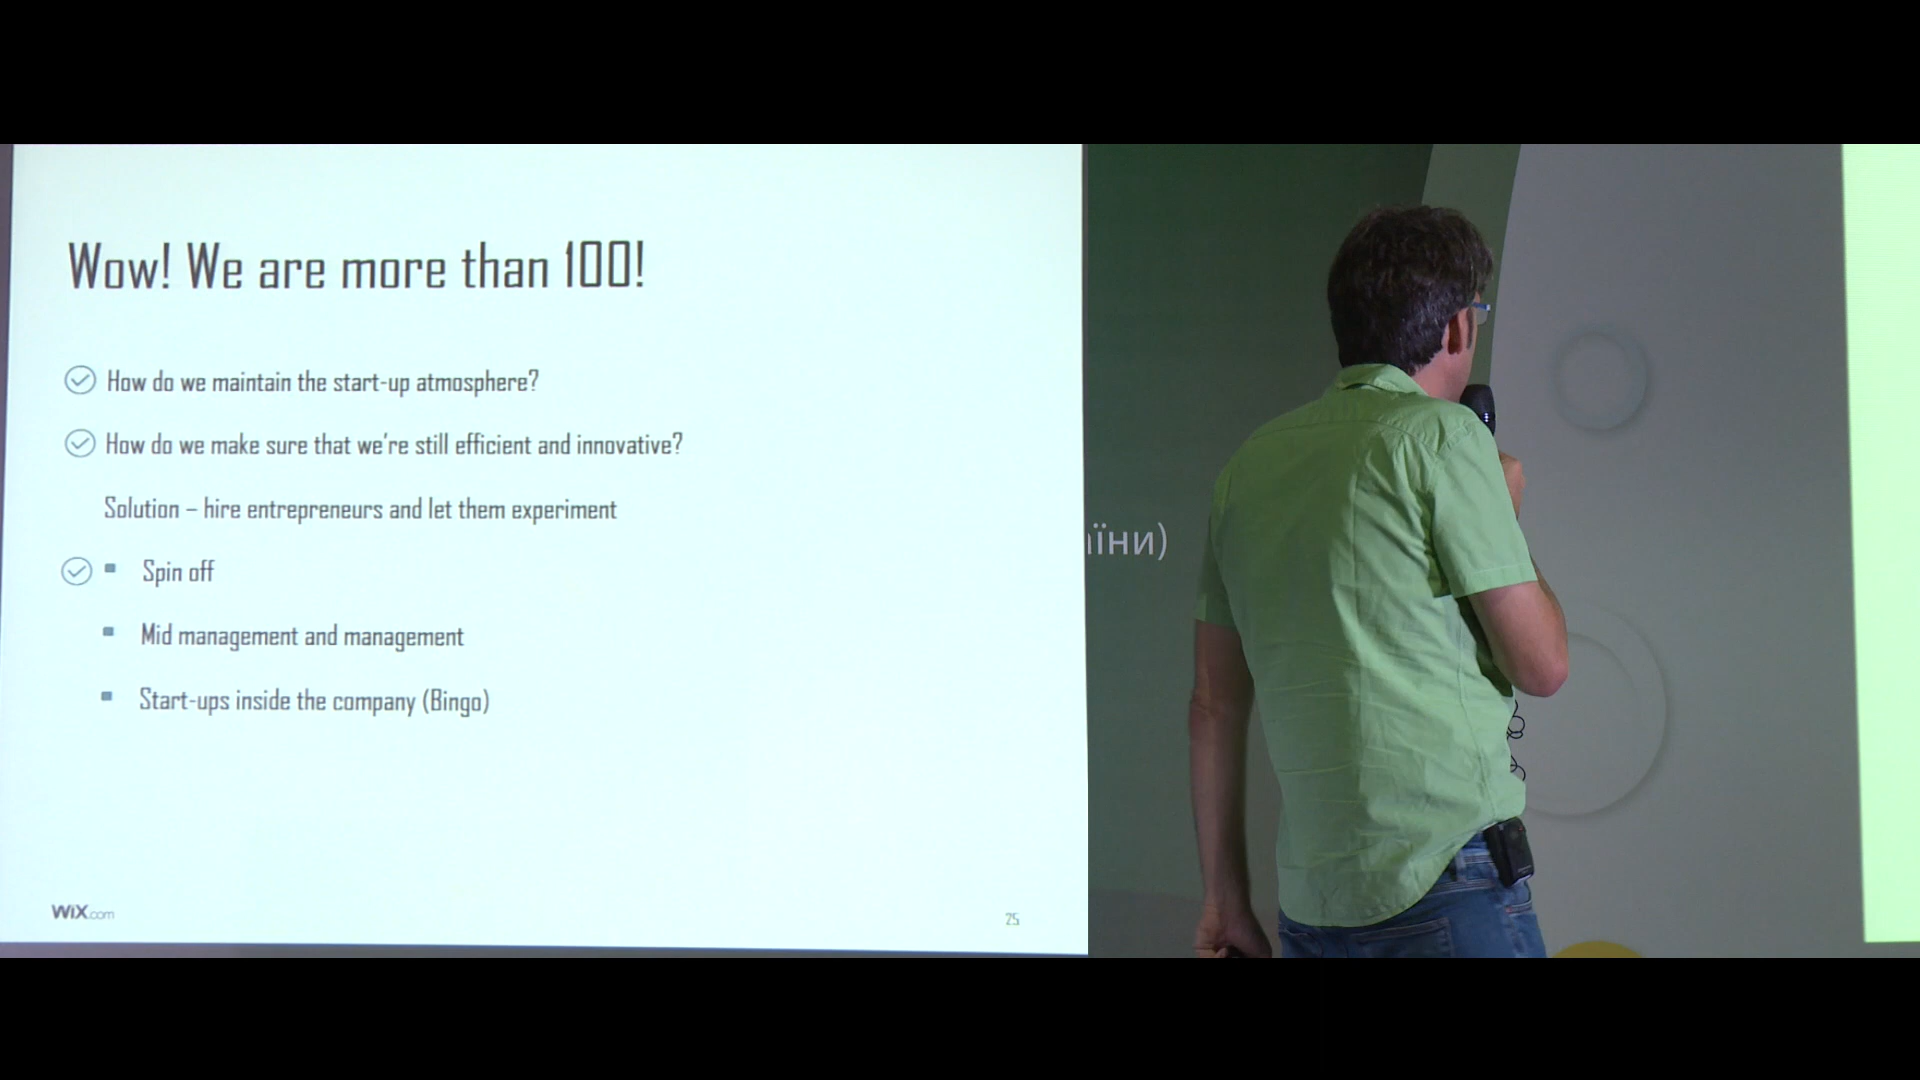 Wow! We are more than 100!
How do we maintain the start-up atmosphere?
How do we make sure that we're still efficient and innovative?
Solution – hire entrepreneurs and let them experiment
Spin off
Mid management and management
Start-ups inside the company (Bingo)
WiX.com
25
їни)